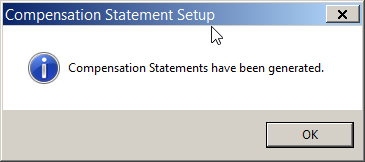 Compensation Statement Setup
Compensation Statements have been generated.
OK